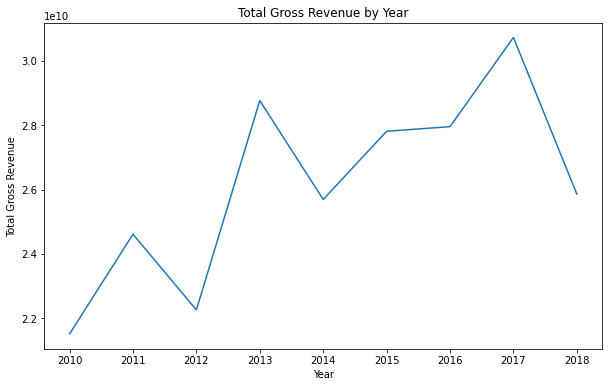 Total Gross Revenue by Year
1e10
3.0
2.8
2.6
2.4
2.2
Total Gross Revenue
2010 2011 2012 2013 2014 2015 2016 2017 2018
Year